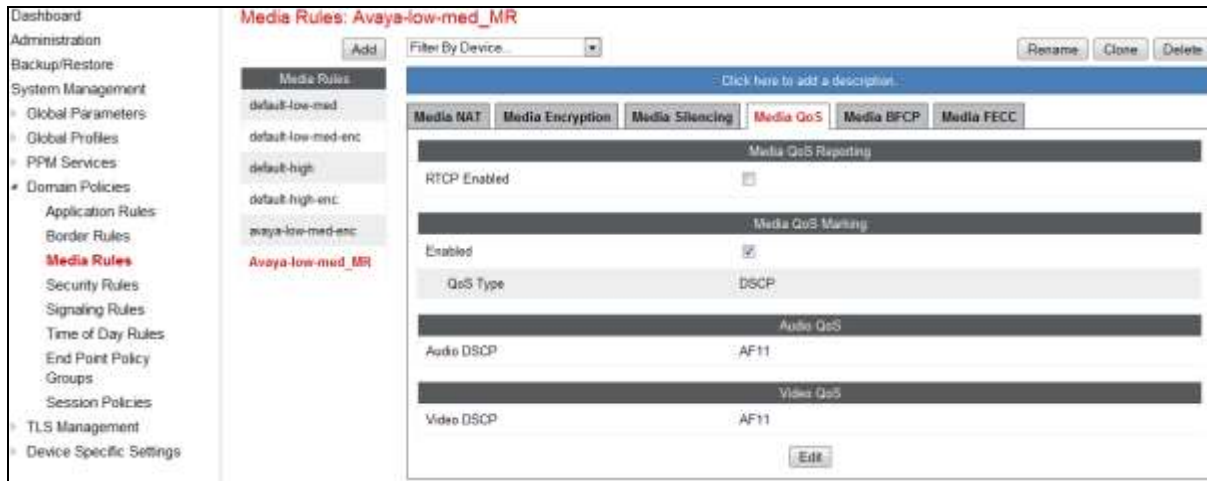 Dashboard
Administration
Backup/Restore
System Management
Global Parameters
Global Profiles
PPM Services
Domain Policies
Application Rules
Border Rules
Media Rules
Security Rules
Signaling Rules
Time of Day Rules
End Point Policy
Groups
Session Policies
TLS Management
Device Specific Settings
Media Rules: Avaya-low-med_MR
Add
Filter By Device...
Rename Clone Delete
Media Rules
default-low-med
default-low-med-enc
default-high
default-high-enc
avaya-low-med-enc
Avaya-low-med_MR
Click here to add a description.
Media NAT Media Encryption Media Silencing Media QoS Media BFCP Media FECC
Media QoS Reporting
RTCP Enabled
Media QoS Marking
Enabled
QoS Type DSCP
Audio QoS
Audio DSCP AF11
Video QoS
Video DSCP AF11
Edit